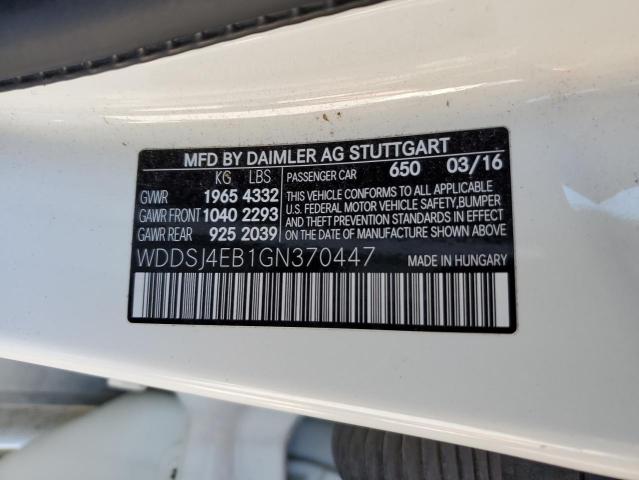 MFD BY DAIMLER AG STUTTGART
KG LBS PASSENGER CAR 650 03/16
GVWR 1965 4332
GAWR FRONT 1040 2293
GAWR REAR 925 2039
THIS VEHICLE CONFORMS TO ALL APPLICABLE
U.S. FEDERAL MOTOR VEHICLE SAFETY,BUMPER
AND THEFT PREVENTION STANDARDS IN EFFECT
ON THE DATE OF MANUFACTURE SHOWN ABOVE.
WDDSJ4EB1GN370447 MADE IN HUNGARY